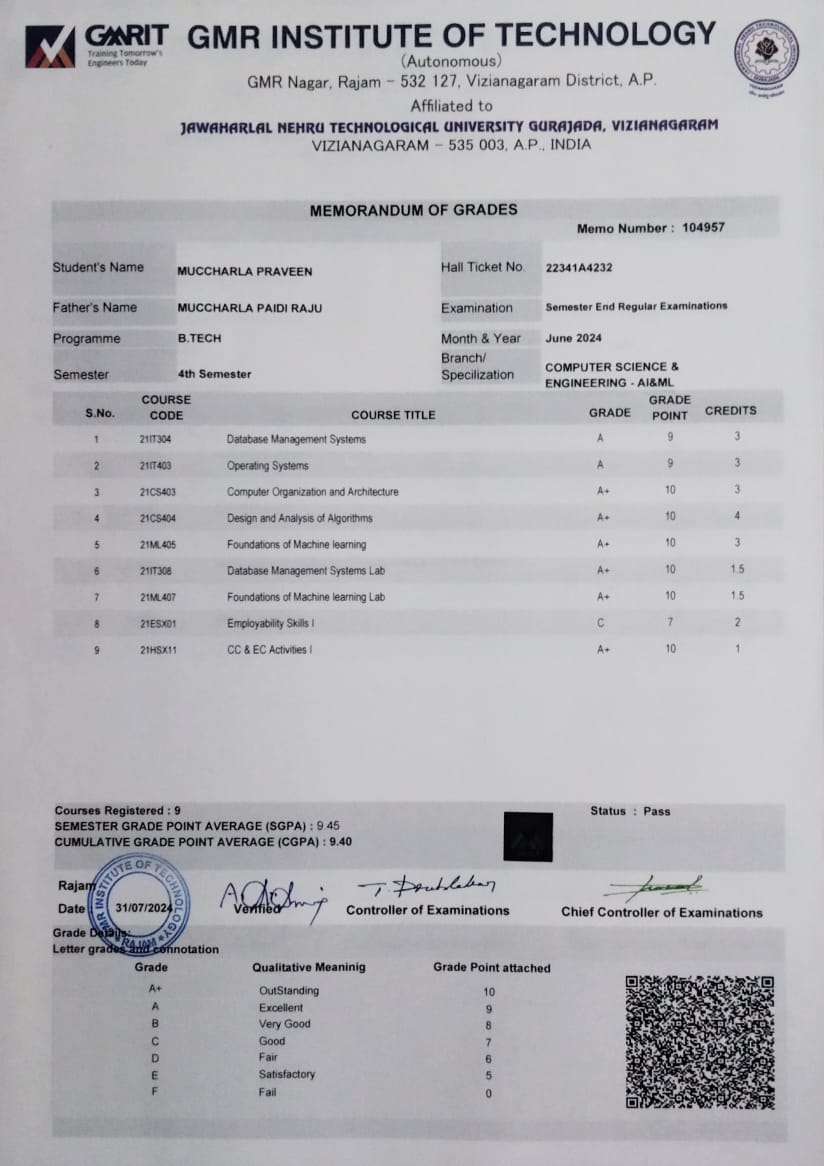 GMRIT
Training Tomorrow's
Engineers Today
GMR INSTITUTE OF TECHNOLOGY
(Autonomous)
GMR Nagar, Rajam - 532 127, Vizianagaram District, A.P.
Affiliated to
JAWAHARLAL NEHRU TECHNOLOGICAL UNIVERSITY GURAJADA, VIZIANAGARAM
VIZIANAGARAM - 535 003, A.P., INDIA
MEMORANDUM OF GRADES
Memo Number : 104957
Student's Name MUCCHARLA PRAVEEN Hall Ticket No. 22341A4232
Father's Name MUCCHARLA PAIDI RAJU Examination Semester End Regular Examinations
Programme B.TECH Month & Year June 2024
Semester 4th Semester Branch/ Specilization COMPUTER SCIENCE & ENGINEERING - AI&ML
S.No. COURSE CODE COURSE TITLE GRADE GRADE POINT CREDITS
1 21IT304 Database Management Systems A 9 3
2 21IT403 Operating Systems A 9 3
3 21CS403 Computer Organization and Architecture A+ 10 3
4 21CS404 Design and Analysis of Algorithms A+ 10 4
5 21ML405 Foundations of Machine learning A+ 10 3
6 21IT308 Database Management Systems Lab A+ 10 1.5
7 21ML407 Foundations of Machine learning Lab A+ 10 1.5
8 21ESX01 Employability Skills I C 7 2
9 21HSX11 CC & EC Activities I A+ 10 1
Courses Registered : 9 Status : Pass
SEMESTER GRADE POINT AVERAGE (SGPA) : 9.45
CUMULATIVE GRADE POINT AVERAGE (CGPA) : 9.40
GMR INSTITUTE OF TECHNOLOGY
* RAJAM *
Rajam
Date 31/07/2024 Verified Controller of Examinations Chief Controller of Examinations
Grade Details:
Letter grades and connotation
Grade Qualitative Meaninig Grade Point attached
A+ OutStanding 10
A Excellent 9
B Very Good 8
C Good 7
D Fair 6
E Satisfactory 5
F Fail 0